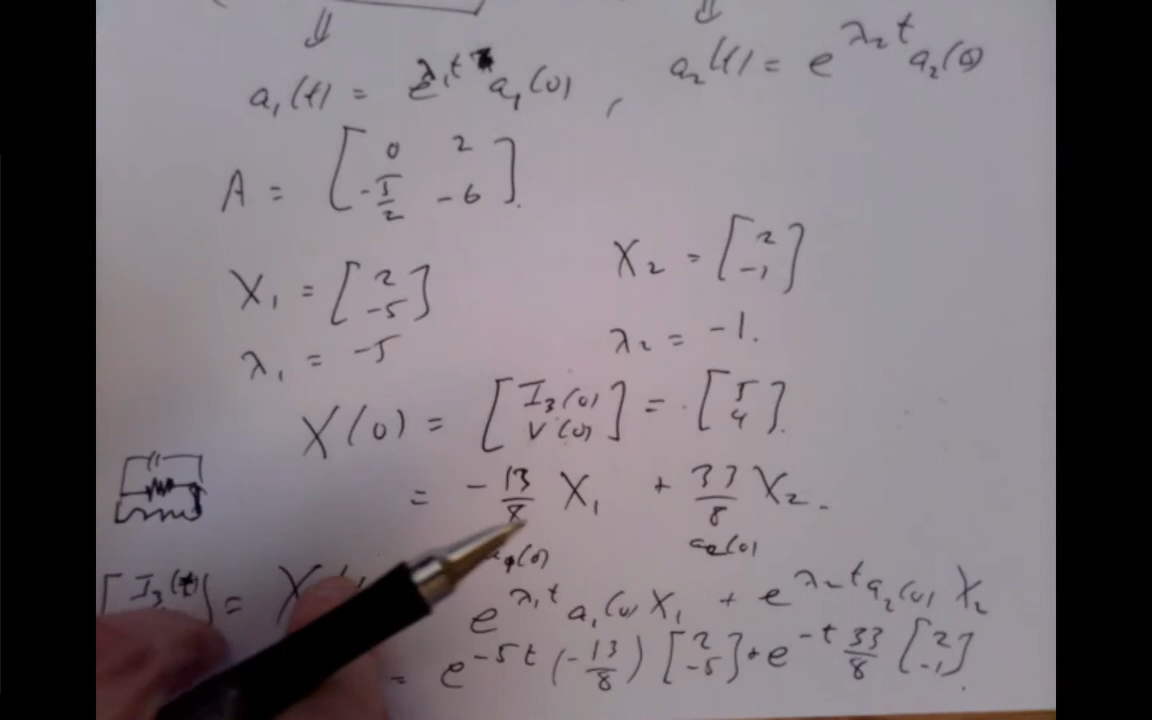 a₁(t) = e^{λ₁t} a₁(0) , a₂(t) = e^{λ₂t} a₂(0)
A = [ 0 2 ; -5/2 -6 ].
X₁ = [ 2 ; -5 ] X₂ = [ 2 ; -1 ]
λ₁ = -5 λ₂ = -1.
X(0) = [ I₃(0) ; V(0) ] = [ 5 ; 4 ].
= -13/8 X₁ + 33/8 X₂.
a₁(0) a₂(0)
[ I₃(t) ] = X e^{λ₁t} a₁(0) X₁ + e^{λ₂t} a₂(0) X₂
= e^{-5t} (-13/8) [ 2 ; -5 ] + e^{-t} 33/8 [ 2 ; -1 ].